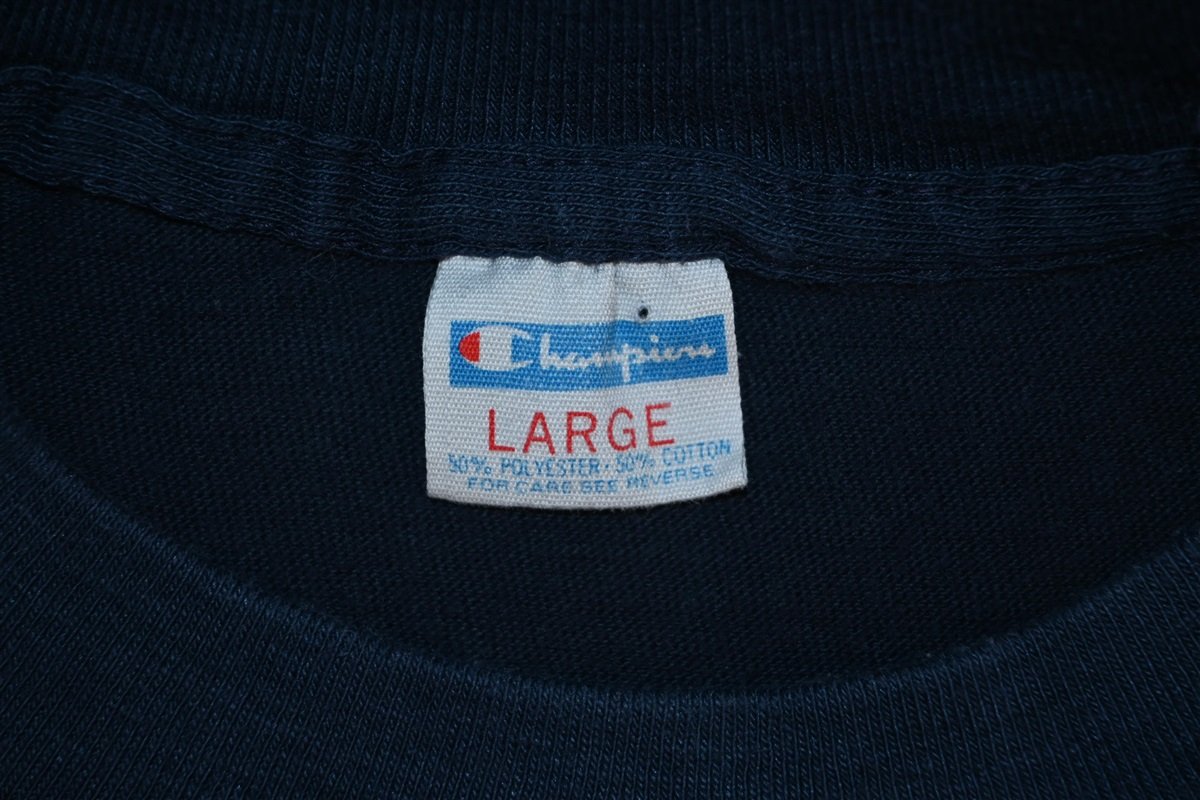 Champion
LARGE
50% POLYESTER · 50% COTTON
FOR CARE SEE REVERSE